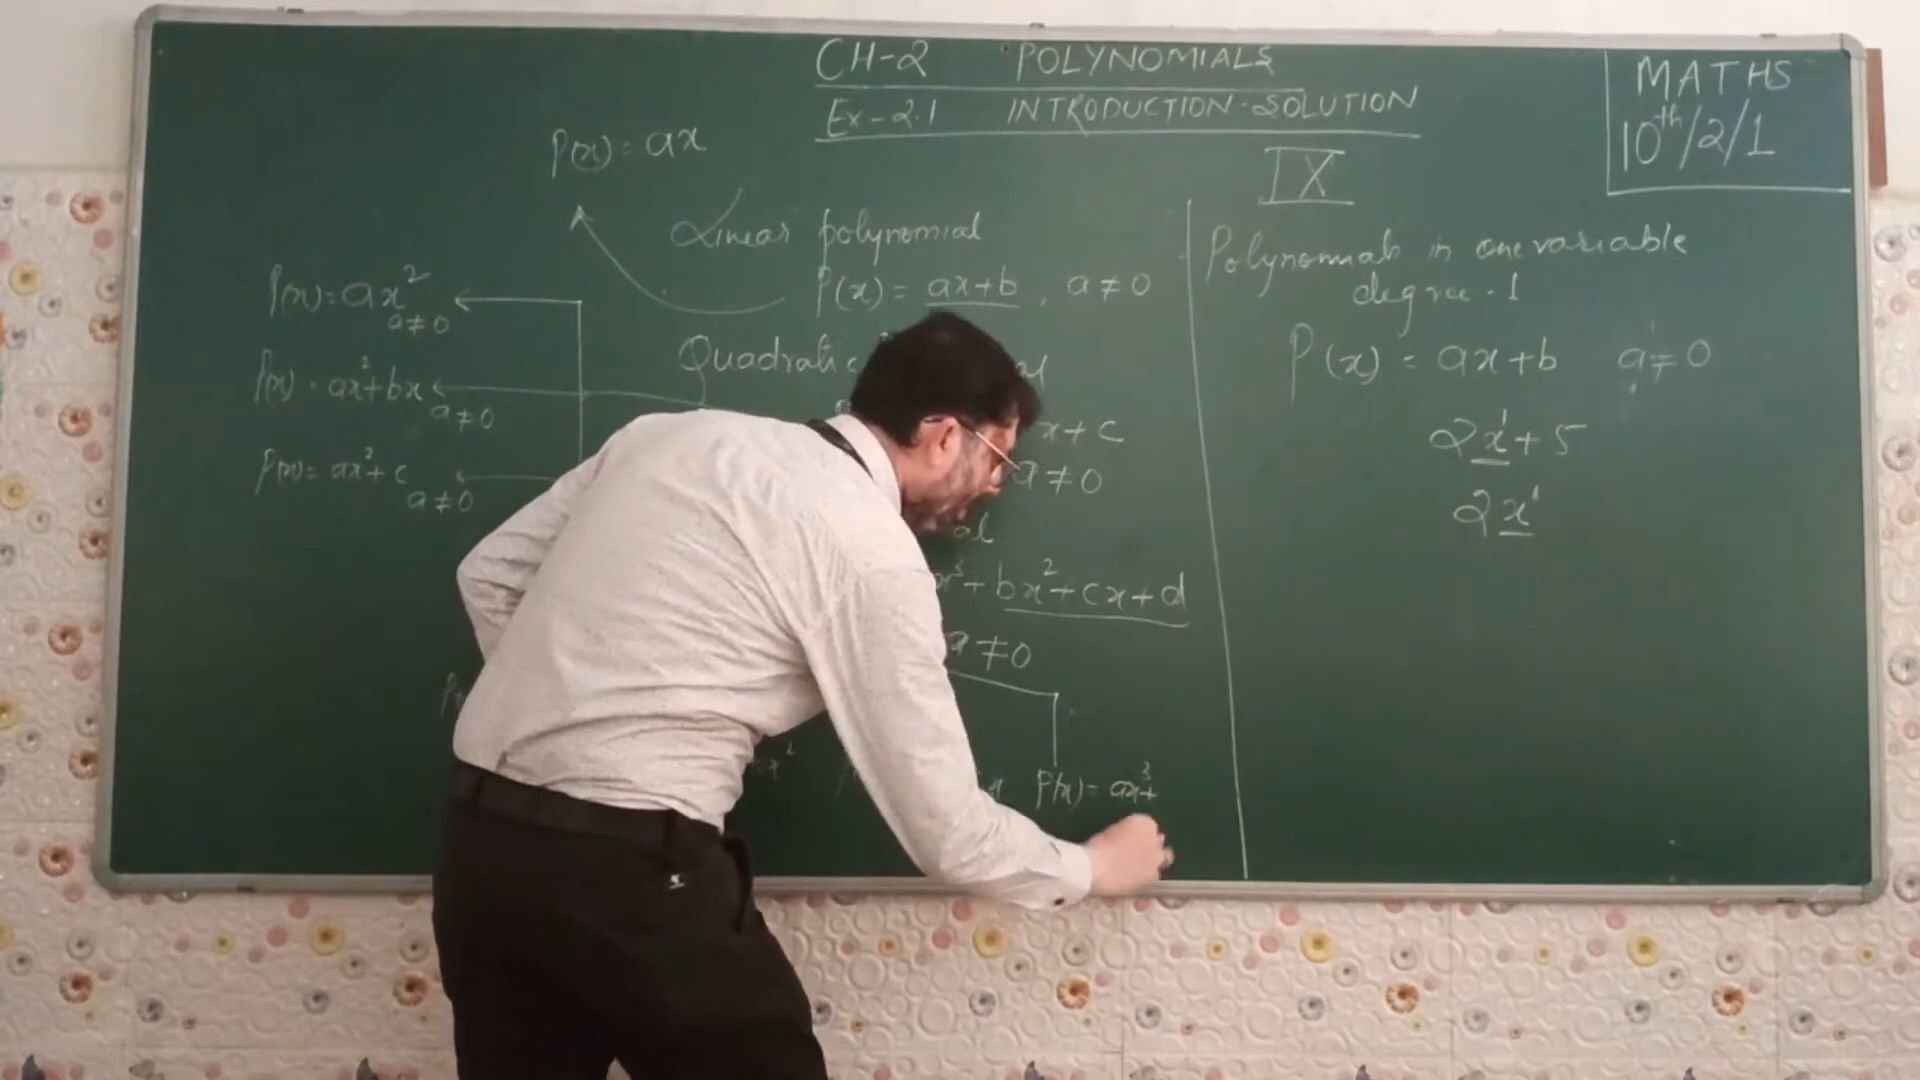 CH-2 POLYNOMIALS
Ex-2.1 INTRODUCTION-SOLUTION
MATHS
10th/2/1
IX
P(x) = ax
Linear polynomial
P(x) = ax+b , a≠0
P(x) = ax²
a≠0
P(x) = ax²+bx
a≠0
P(x) = ax²+c
a≠0
Quadratic
x+c
a≠0
al
x³+bx²+cx+d
a≠0
P(x) = ax³+
Polynomials in one variable
degree. 1
P(x) = ax+b a≠0
2x¹+5
2x¹